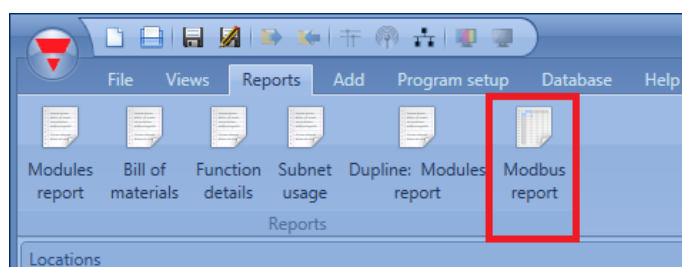 File Views Reports Add Program setup Database Help
Modules report
Bill of materials
Function details
Subnet usage
Dupline: Modules report
Modbus report
Reports
Locations